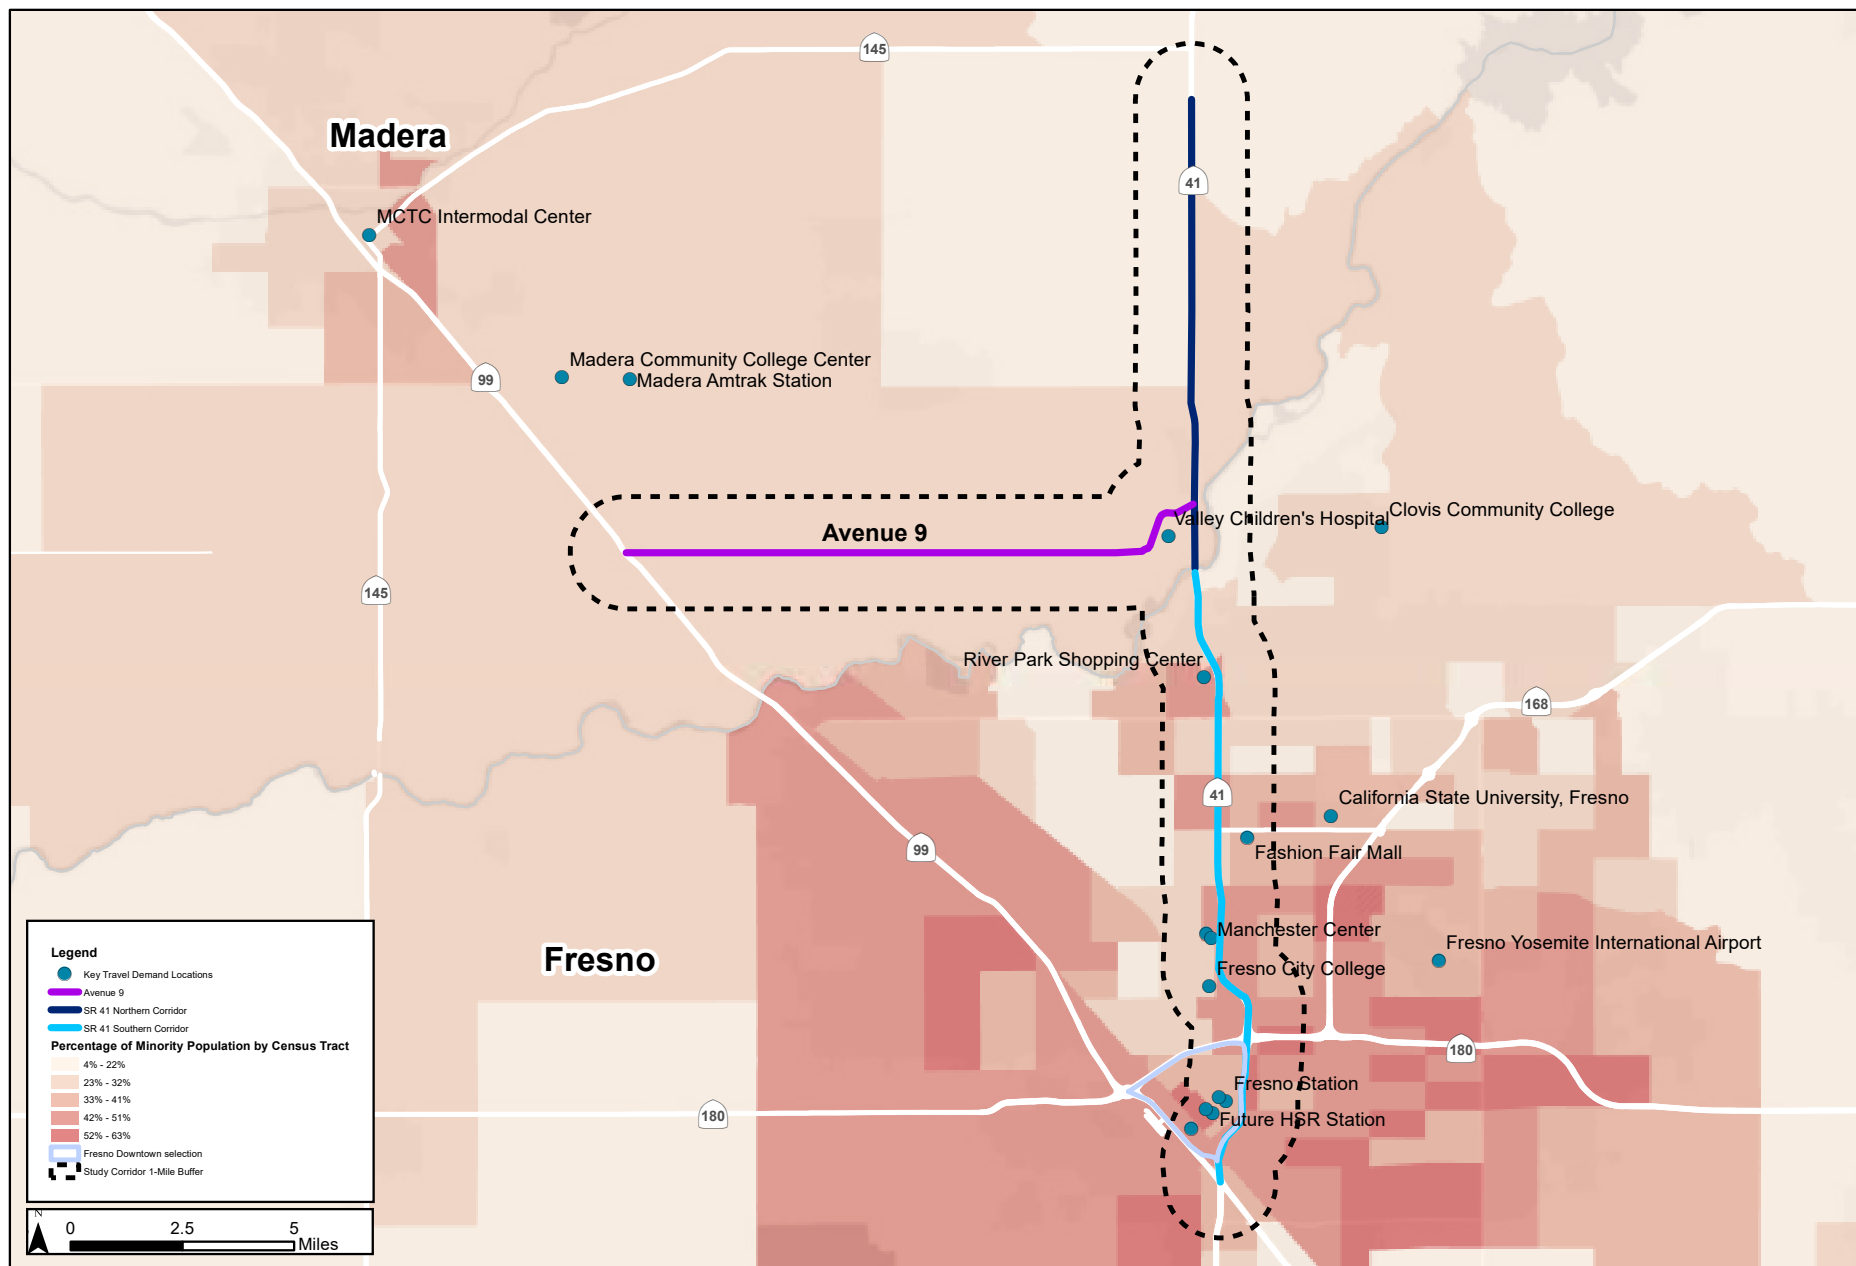 145
Madera
41
MCTC Intermodal Center
Madera Community College Center
99
Madera Amtrak Station
Clovis Community College
Valley Children's Hospital
Avenue 9
145
River Park Shopping Center
168
41
California State University, Fresno
99
Fashion Fair Mall
Manchester Center
Fresno Yosemite International Airport
Fresno
Fresno City College
180
Fresno Station
180
Future HSR Station
Legend
Key Travel Demand Locations
Avenue 9
SR 41 Northern Corridor
SR 41 Southern Corridor
Percentage of Minority Population by Census Tract
4% - 22%
23% - 32%
33% - 41%
42% - 51%
52% - 63%
Fresno Downtown selection
Study Corridor 1-Mile Buffer
N
0 2.5 5
Miles